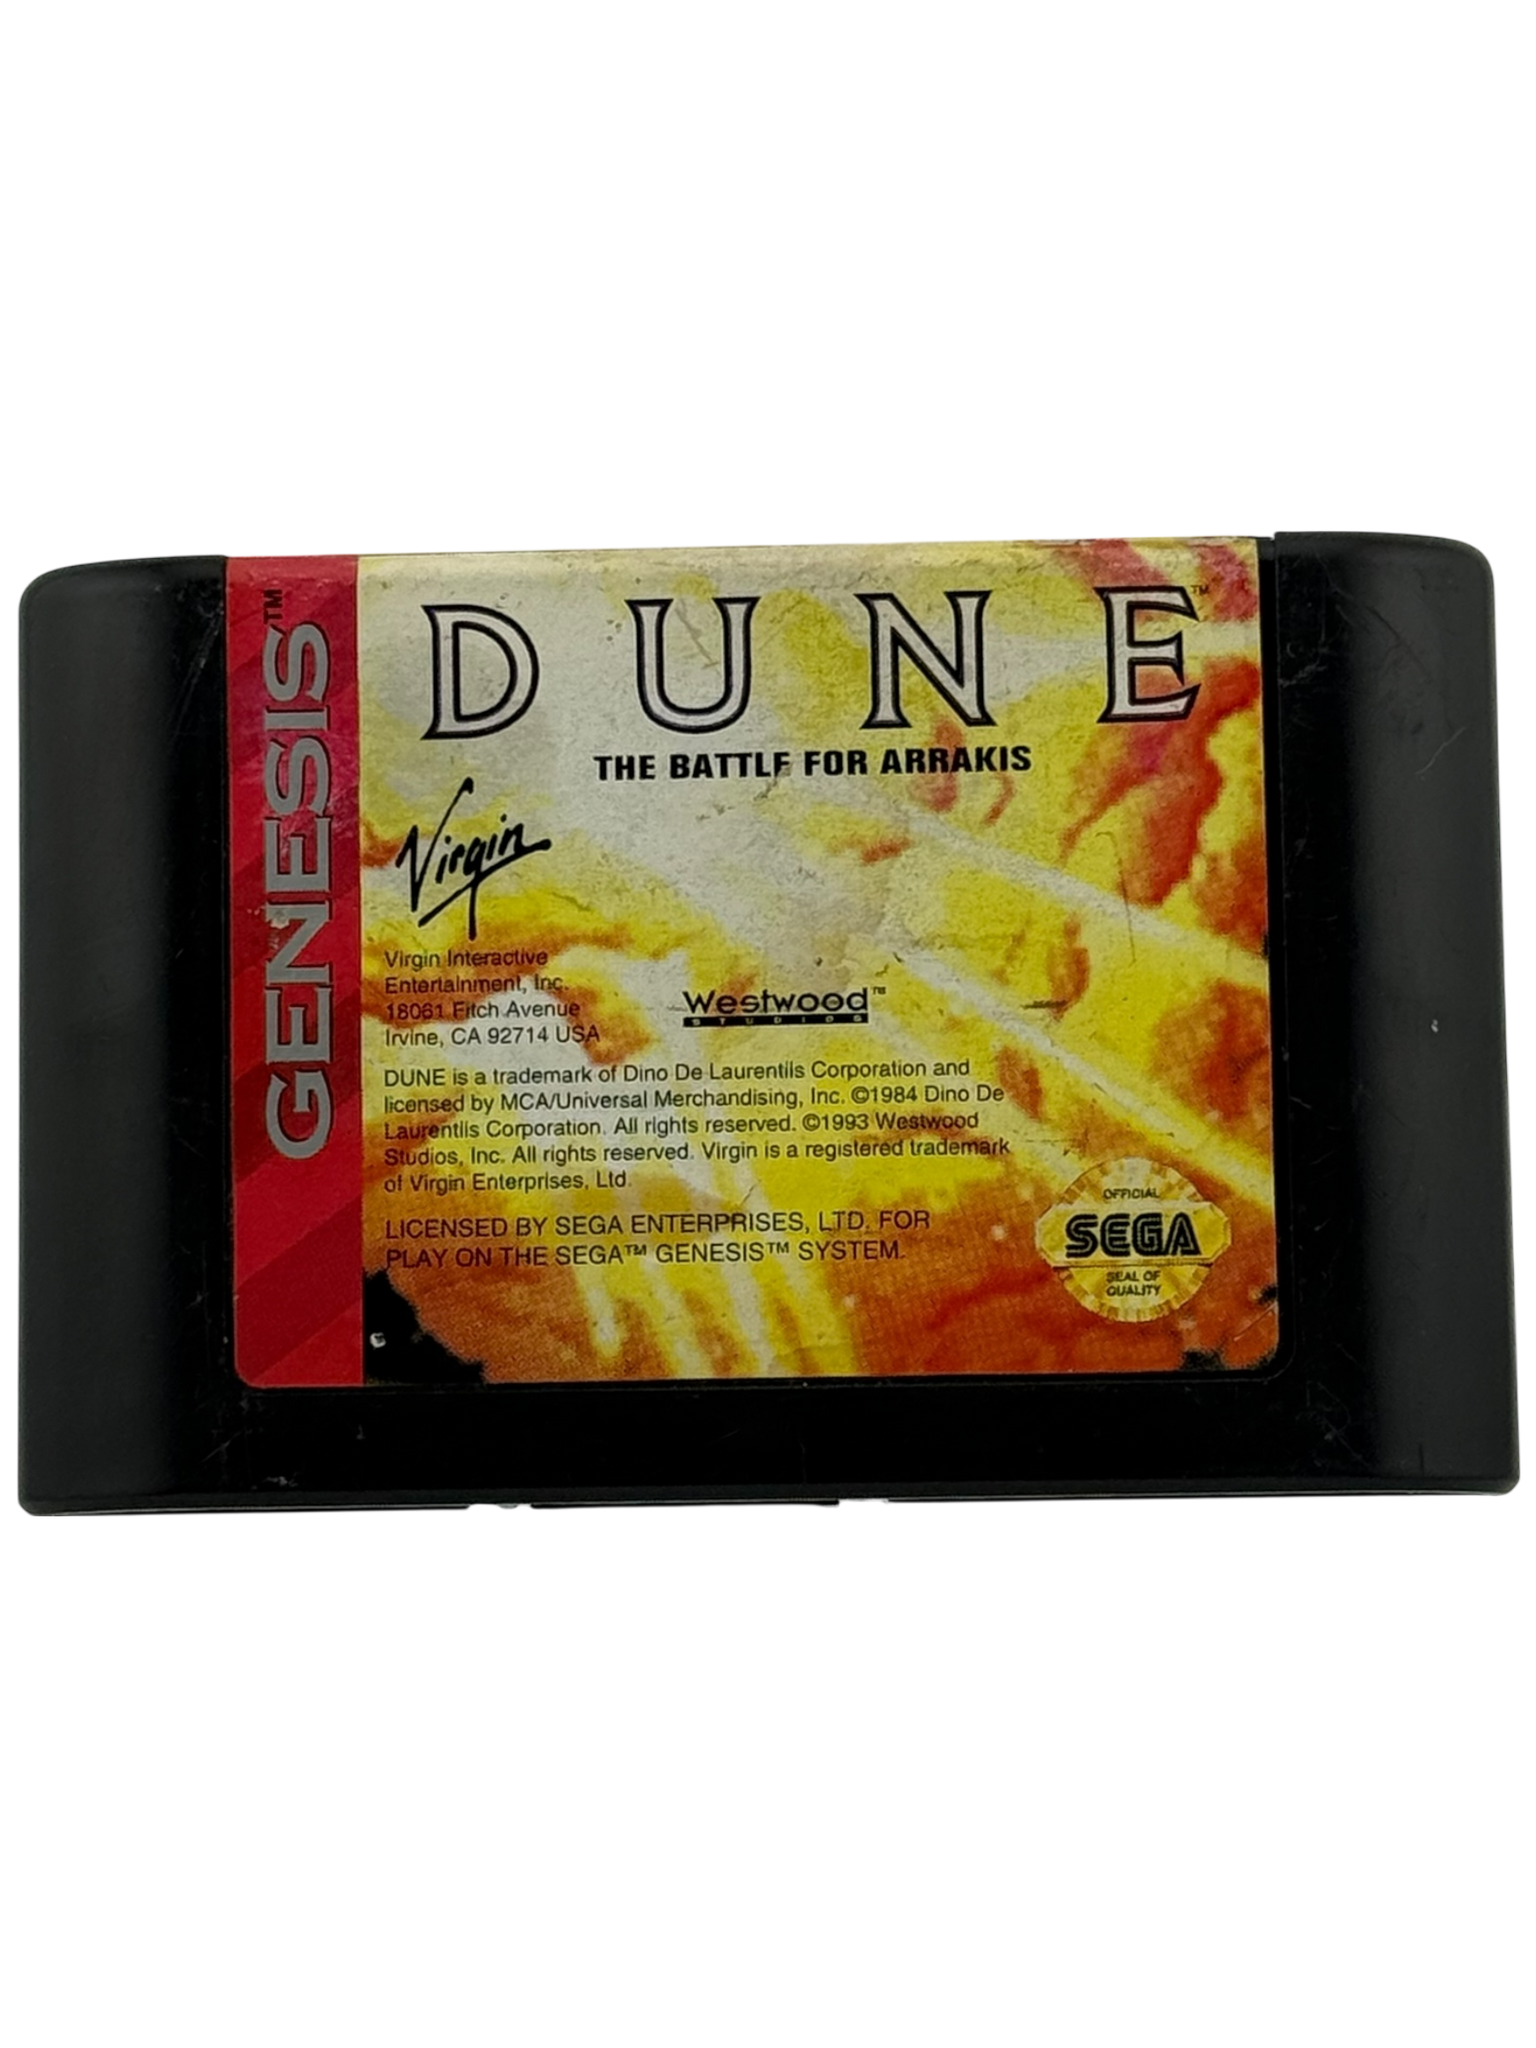 GENESIS™
DUNE™
THE BATTLE FOR ARRAKIS
Virgin
Virgin Interactive
Entertainment, Inc.
18061 Fitch Avenue
Irvine, CA 92714 USA
Westwood™
STUDIOS
DUNE is a trademark of Dino De Laurentiis Corporation and
licensed by MCA/Universal Merchandising, Inc. ©1984 Dino De
Laurentiis Corporation. All rights reserved. ©1993 Westwood
Studios, Inc. All rights reserved. Virgin is a registered trademark
of Virgin Enterprises, Ltd.
LICENSED BY SEGA ENTERPRISES, LTD. FOR
PLAY ON THE SEGA™ GENESIS™ SYSTEM.
OFFICIAL
SEGA
SEAL OF
QUALITY